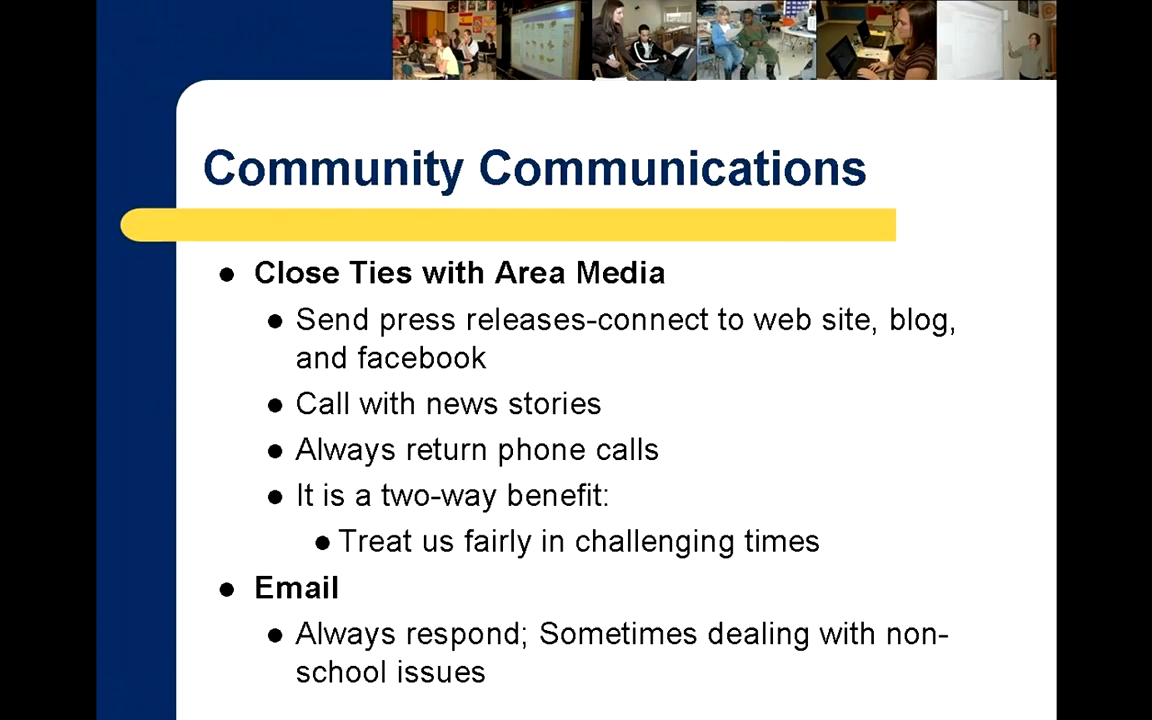 Community Communications
● Close Ties with Area Media
● Send press releases-connect to web site, blog,
and facebook
● Call with news stories
● Always return phone calls
● It is a two-way benefit:
● Treat us fairly in challenging times
● Email
● Always respond; Sometimes dealing with non-
school issues